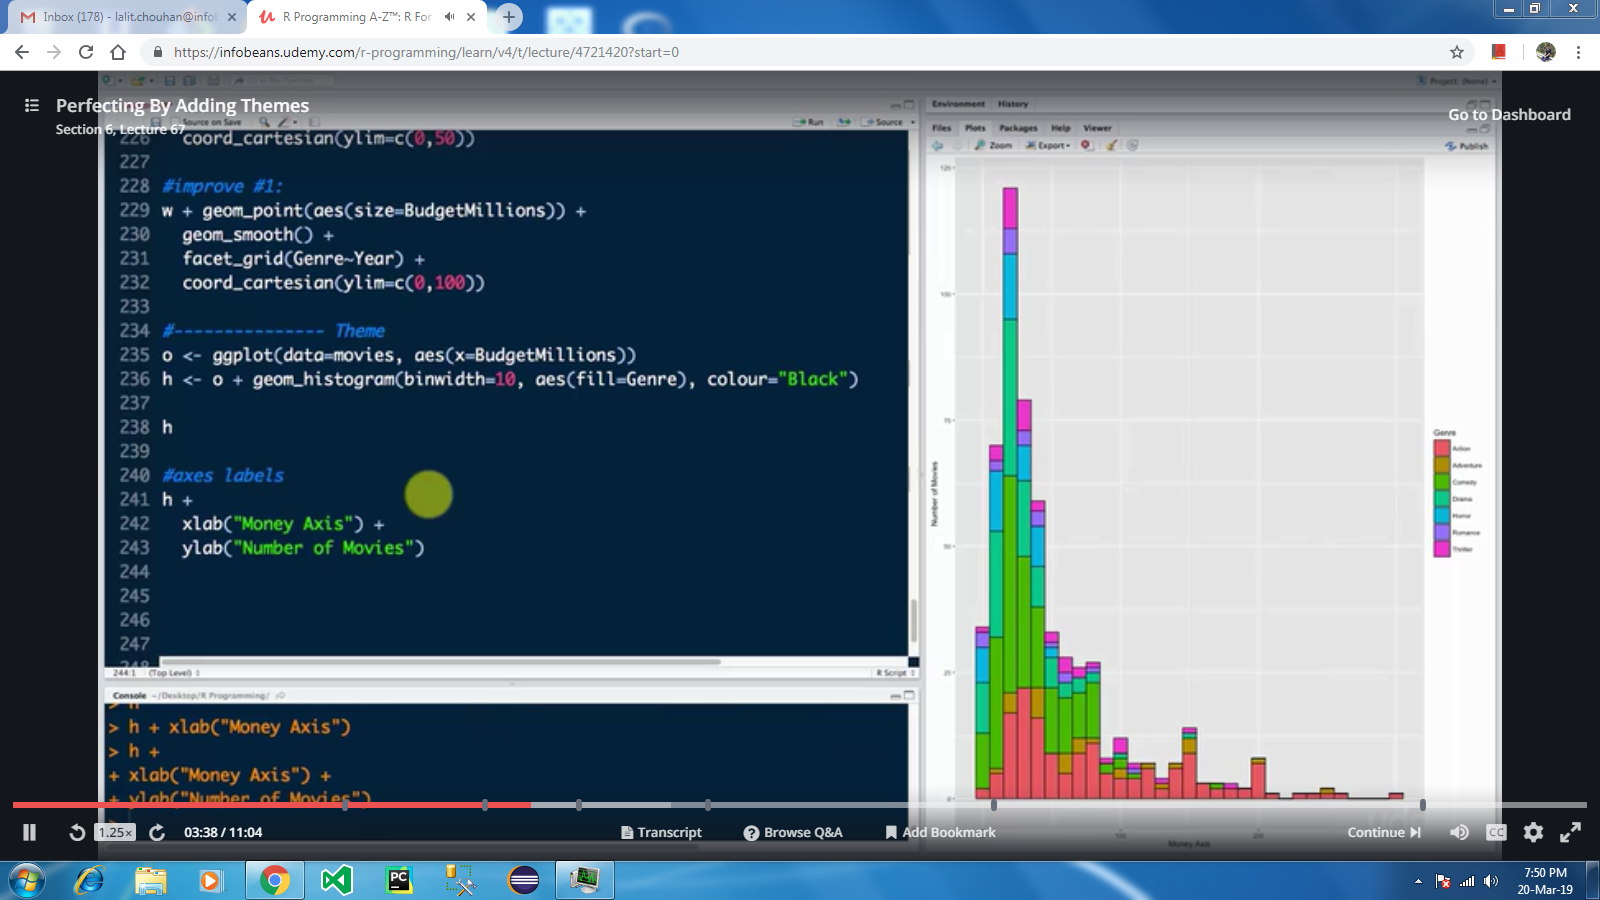 Inbox (178) - lalit.chouhan@infob
R Programming A-Z™: R For
https://infobeans.udemy.com/r-programming/learn/v4/t/lecture/4721420?start=0
Project: (None)
Perfecting By Adding Themes
Section 6, Lecture 67
Go to Dashboard
Source on Save
Run
Source
226 coord_cartesian(ylim=c(0,50))
227
228 #improve #1:
229 w + geom_point(aes(size=BudgetMillions)) +
230 geom_smooth() +
231 facet_grid(Genre~Year) +
232 coord_cartesian(ylim=c(0,100))
233
234 #--------------- Theme
235 o <- ggplot(data=movies, aes(x=BudgetMillions))
236 h <- o + geom_histogram(binwidth=10, aes(fill=Genre), colour="Black")
237
238 h
239
240 #axes labels
241 h +
242 xlab("Money Axis") +
243 ylab("Number of Movies")
244
245
246
247
248
244:1 (Top Level)
R Script
Console ~/Desktop/R Programming/
> h
> h + xlab("Money Axis")
> h +
+ xlab("Money Axis") +
+ ylab("Number of Movies")
Environment History
Files Plots Packages Help Viewer
Zoom Export Publish
125
100
75
50
25
0
Number of Movies
Money Axis
Genre
Action
Adventure
Comedy
Drama
Horror
Romance
Thriller
1.25×
03:38 / 11:04
Transcript
Browse Q&A
Add Bookmark
Continue
CC
PC
7:50 PM
20-Mar-19